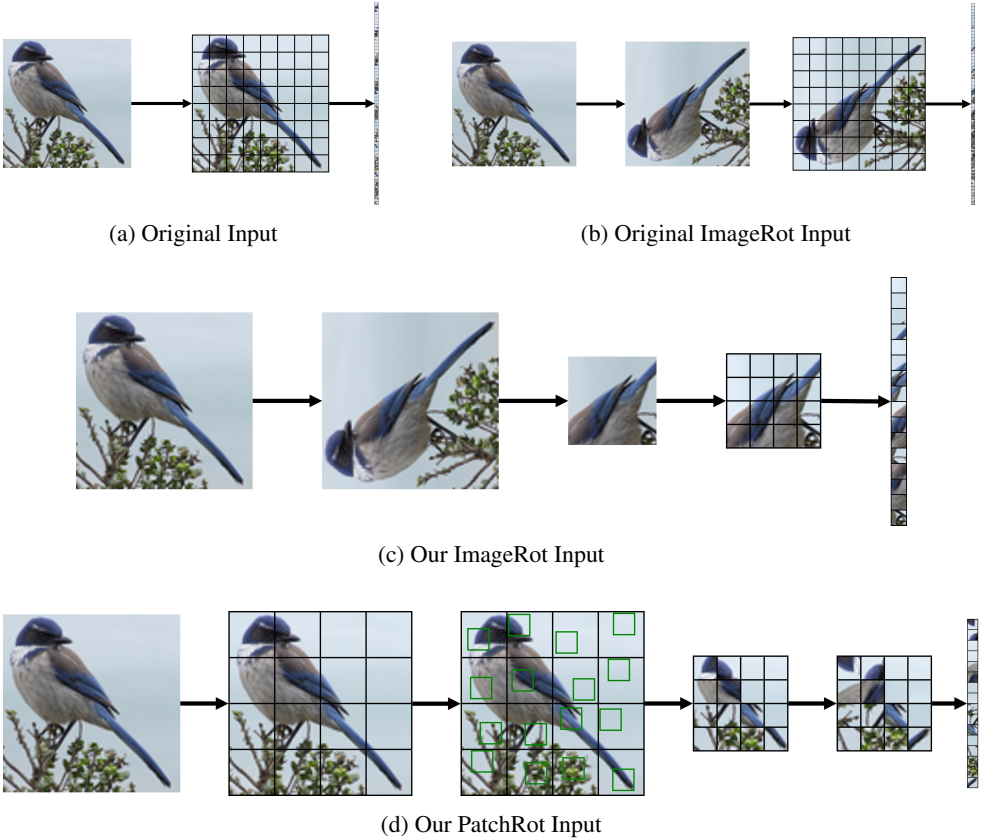 (a) Original Input
(b) Original ImageRot Input
(c) Our ImageRot Input
(d) Our PatchRot Input